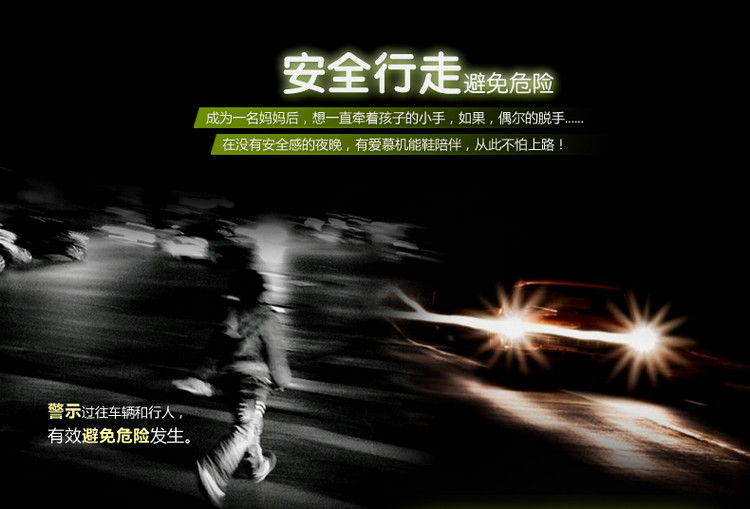 安全行走避免危险
成为一名妈妈后，想一直牵着孩子的小手，如果，偶尔的脱手......
在没有安全感的夜晚，有爱慕机能鞋陪伴，从此不怕上路！
警示过往车辆和行人，
有效避免危险发生。